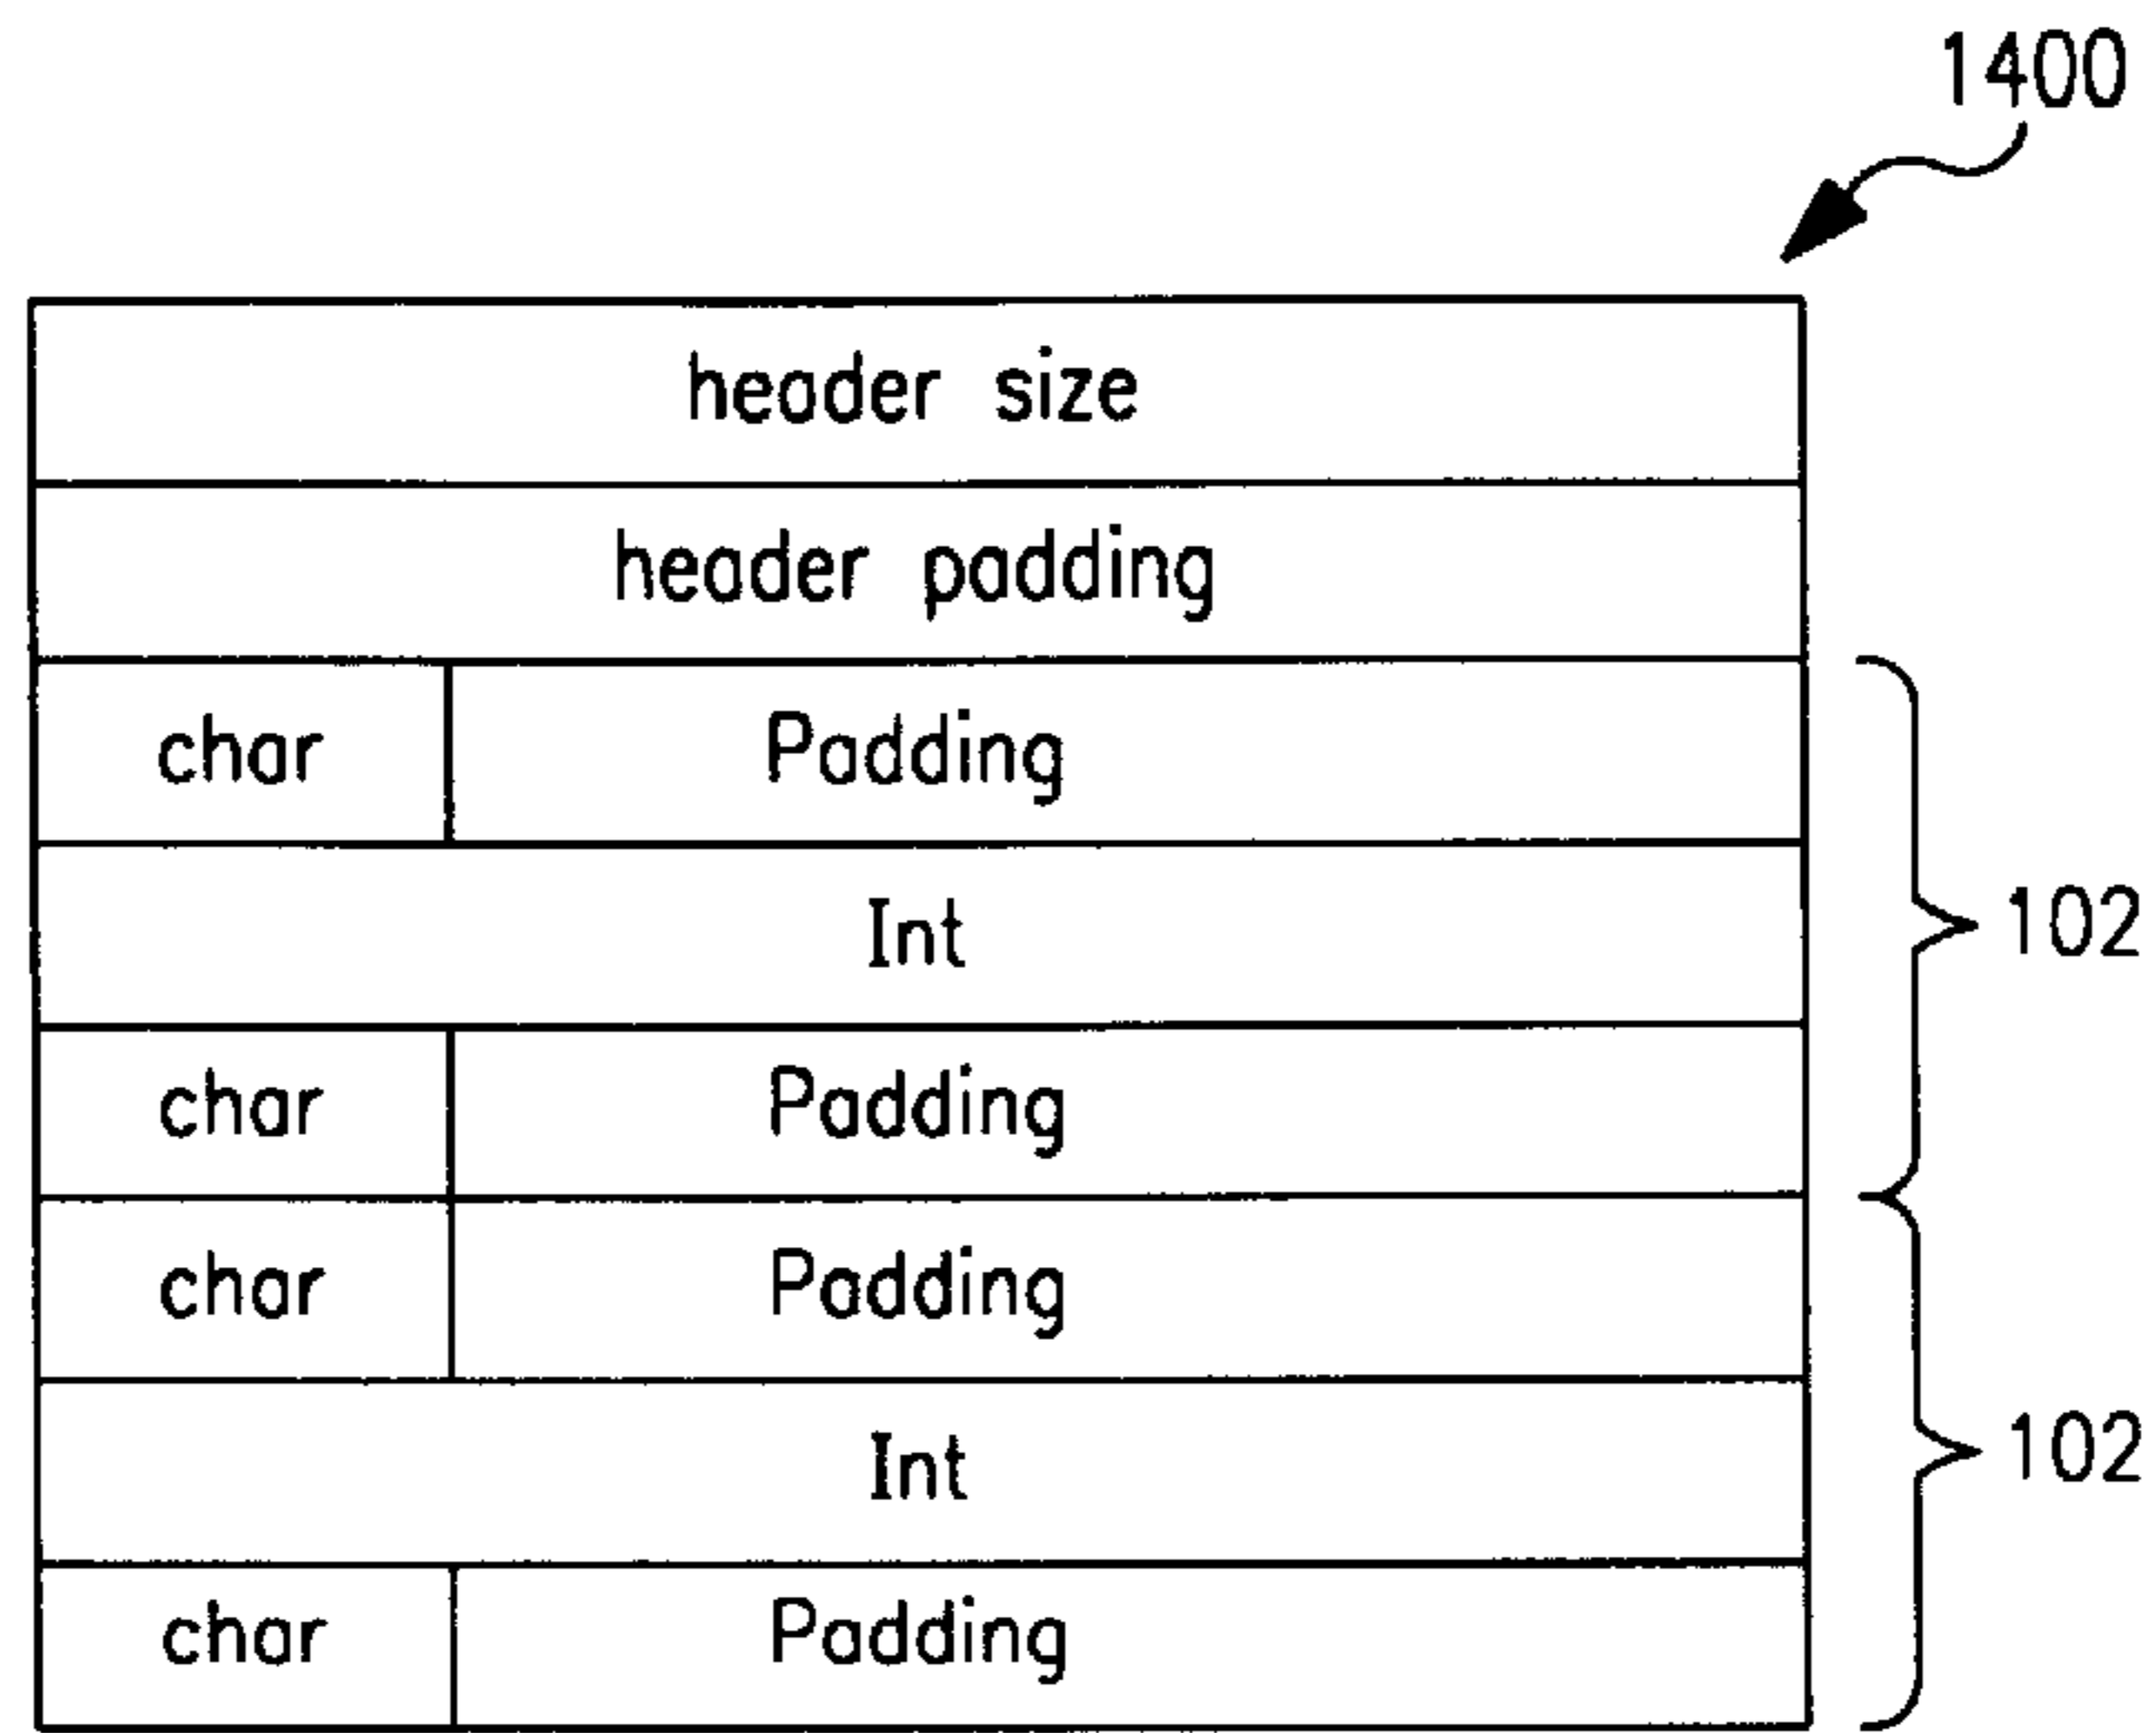 1400
header size
header padding
char Padding
Int
102
char Padding
char Padding
Int
102
char Padding